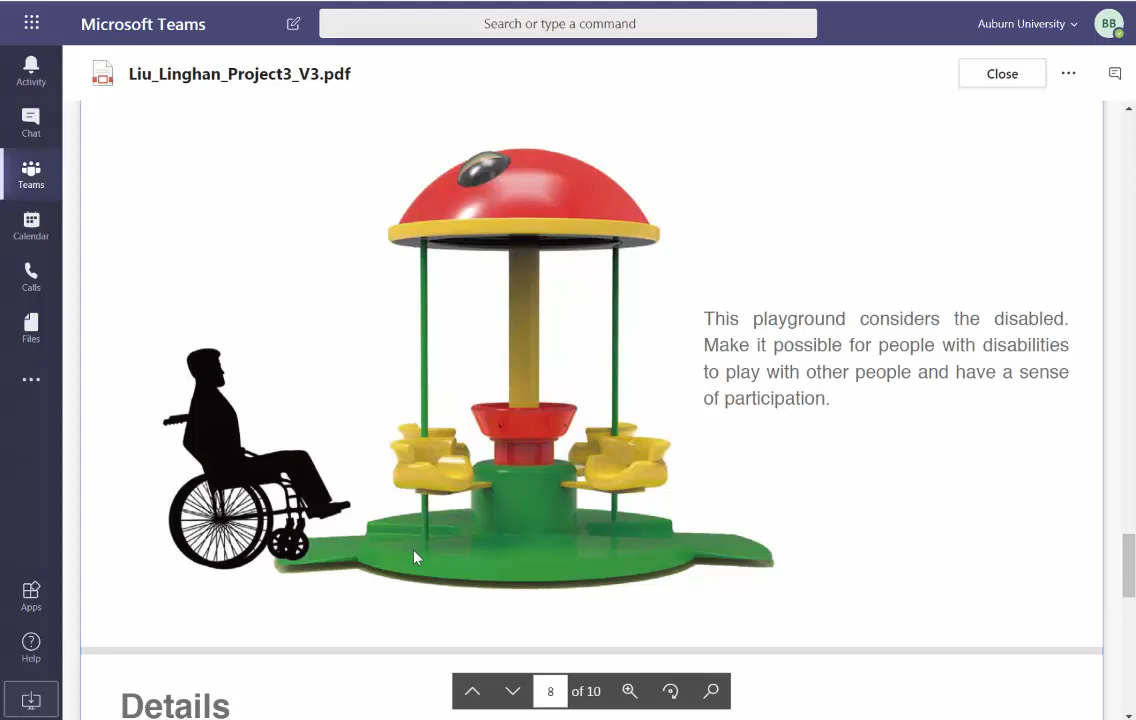 Microsoft Teams
Search or type a command
Auburn University
BB
Activity
Chat
Teams
Calendar
Calls
Files
Apps
Help
Liu_Linghan_Project3_V3.pdf
Close
This playground considers the disabled.
Make it possible for people with disabilities
to play with other people and have a sense
of participation.
8 of 10
Details